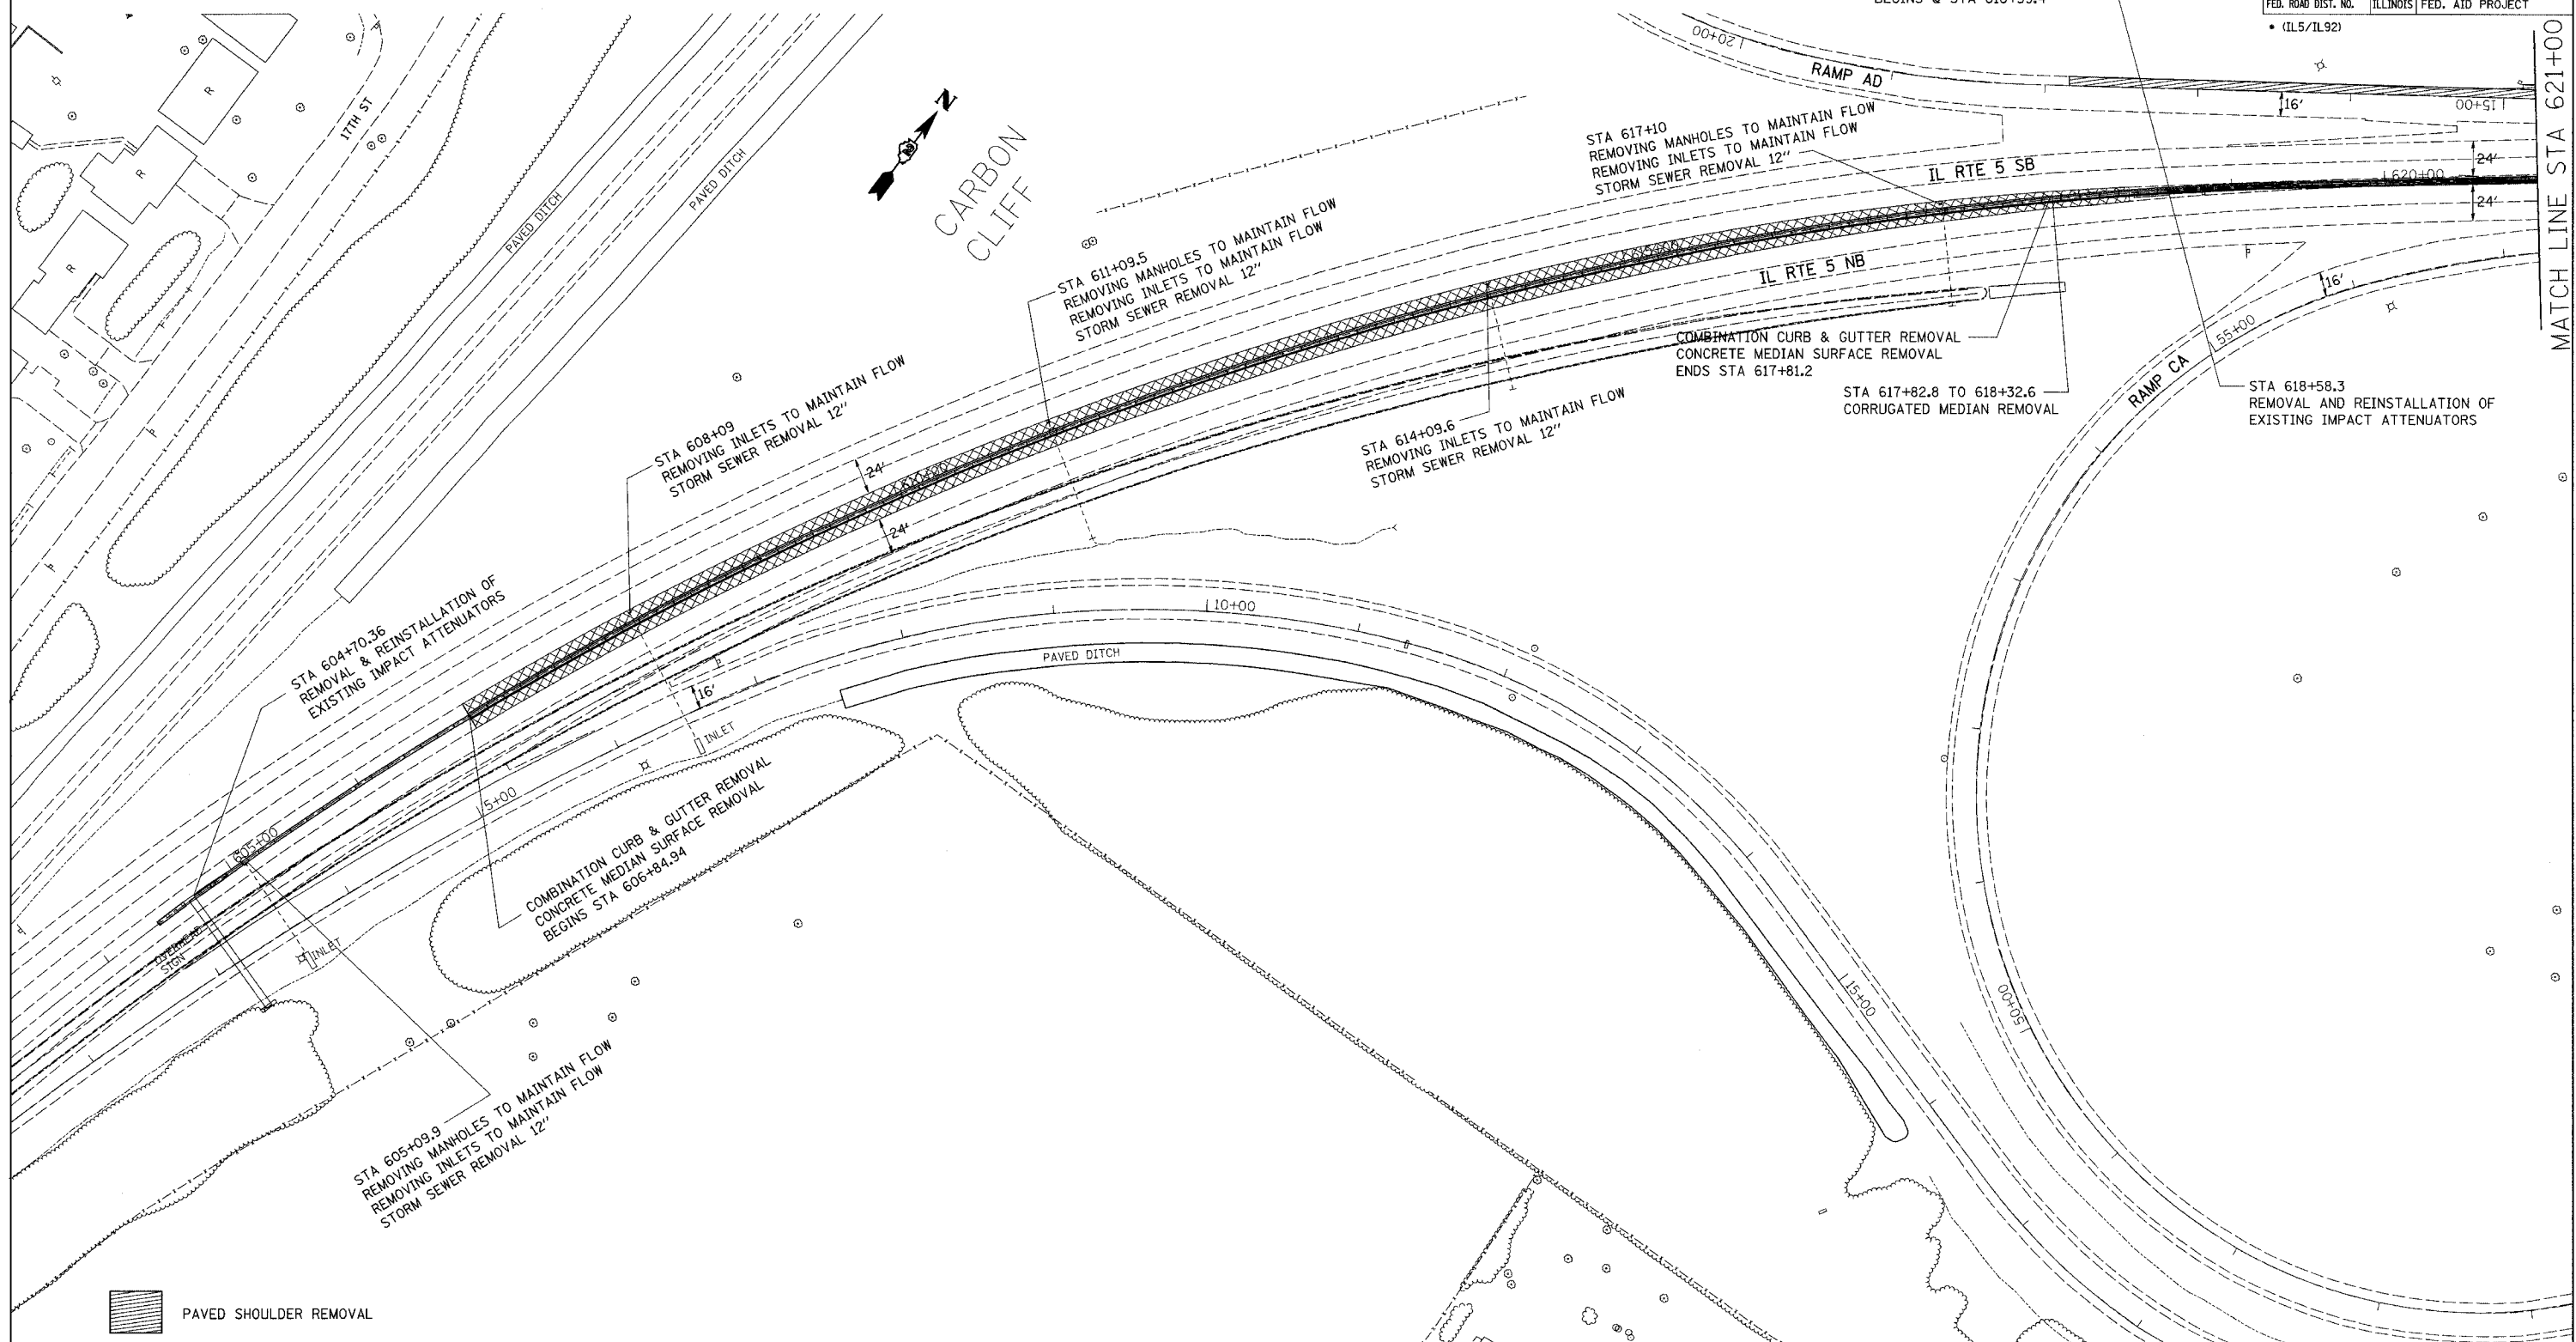 FED. ROAD DIST. NO.
ILLINOIS
FED. AID PROJECT
• (IL5/IL92)
MATCH LINE STA 621+00
20+00
RAMP AD
16'
15+00
STA 617+10
REMOVING MANHOLES TO MAINTAIN FLOW
REMOVING INLETS TO MAINTAIN FLOW
STORM SEWER REMOVAL 12"
IL RTE 5 SB
24'
620+00
24'
17TH ST
R
R
R
PAVED DITCH
PAVED DITCH
N
CARBON
CLIFF
STA 611+09.5
REMOVING MANHOLES TO MAINTAIN FLOW
REMOVING INLETS TO MAINTAIN FLOW
STORM SEWER REMOVAL 12"
IL RTE 5 NB
16'
55+00
RAMP CA
COMBINATION CURB & GUTTER REMOVAL
CONCRETE MEDIAN SURFACE REMOVAL
ENDS STA 617+81.2
STA 617+82.8 TO 618+32.6
CORRUGATED MEDIAN REMOVAL
STA 618+58.3
REMOVAL AND REINSTALLATION OF
EXISTING IMPACT ATTENUATORS
STA 608+09
REMOVING INLETS TO MAINTAIN FLOW
STORM SEWER REMOVAL 12"
24'
24'
STA 614+09.6
REMOVING INLETS TO MAINTAIN FLOW
STORM SEWER REMOVAL 12"
STA 604+70.36
REMOVAL & REINSTALLATION OF
EXISTING IMPACT ATTENUATORS
10+00
PAVED DITCH
16'
INLET
5+00
605+00
COMBINATION CURB & GUTTER REMOVAL
CONCRETE MEDIAN SURFACE REMOVAL
BEGINS STA 606+84.94
OVERHEAD
SIGN
INLET
15+00
50+00
STA 605+09.9
REMOVING MANHOLES TO MAINTAIN FLOW
REMOVING INLETS TO MAINTAIN FLOW
STORM SEWER REMOVAL 12"
PAVED SHOULDER REMOVAL